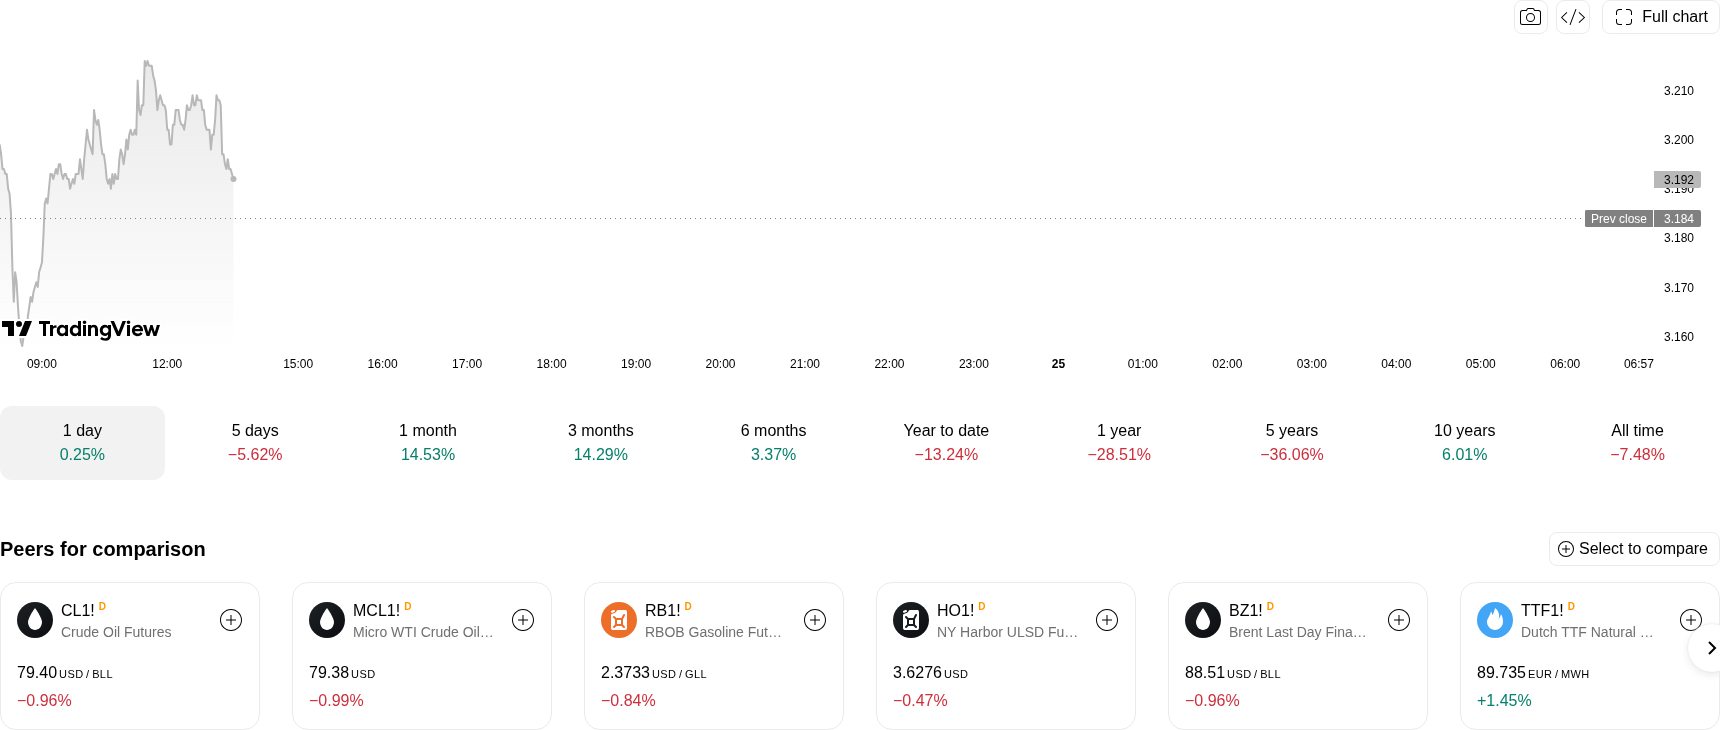 Full chart
3.210
3.200
3.192
3.190
Prev close 3.184
3.180
3.170
3.160
TradingView
09:00 12:00 15:00 16:00 17:00 18:00 19:00 20:00 21:00 22:00 23:00 25 01:00 02:00 03:00 04:00 05:00 06:00 06:57
1 day 5 days 1 month 3 months 6 months Year to date 1 year 5 years 10 years All time
0.25% −5.62% 14.53% 14.29% 3.37% −13.24% −28.51% −36.06% 6.01% −7.48%
Peers for comparison
Select to compare
CL1! D
Crude Oil Futures
79.40 USD / BLL
−0.96%
MCL1! D
Micro WTI Crude Oil…
79.38 USD
−0.99%
RB1! D
RBOB Gasoline Fut…
2.3733 USD / GLL
−0.84%
HO1! D
NY Harbor ULSD Fu…
3.6276 USD
−0.47%
BZ1! D
Brent Last Day Fina…
88.51 USD / BLL
−0.96%
TTF1! D
Dutch TTF Natural …
89.735 EUR / MWH
+1.45%